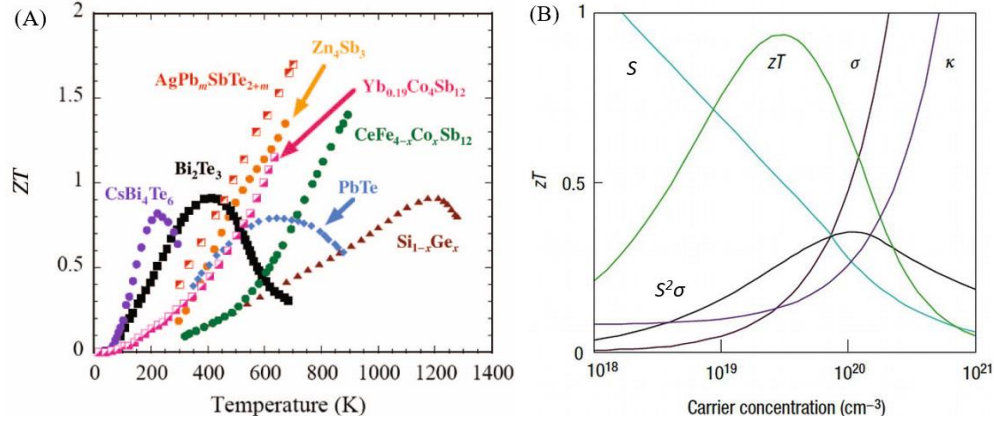 (A)
2
1.5
1
0.5
0
ZT
0 200 400 600 800 1000 1200 1400
Temperature (K)
Zn₄Sb₃
AgPbₘSbTe₂₊ₘ
Yb₀.₁₉Co₄Sb₁₂
CeFe₄₋ₓCoₓSb₁₂
Bi₂Te₃
CsBi₄Te₆
PbTe
Si₁₋ₓGeₓ
(B)
1
0.5
0
zT
S
zT
σ
κ
S²σ
10¹⁸ 10¹⁹ 10²⁰ 10²¹
Carrier concentration (cm⁻³)